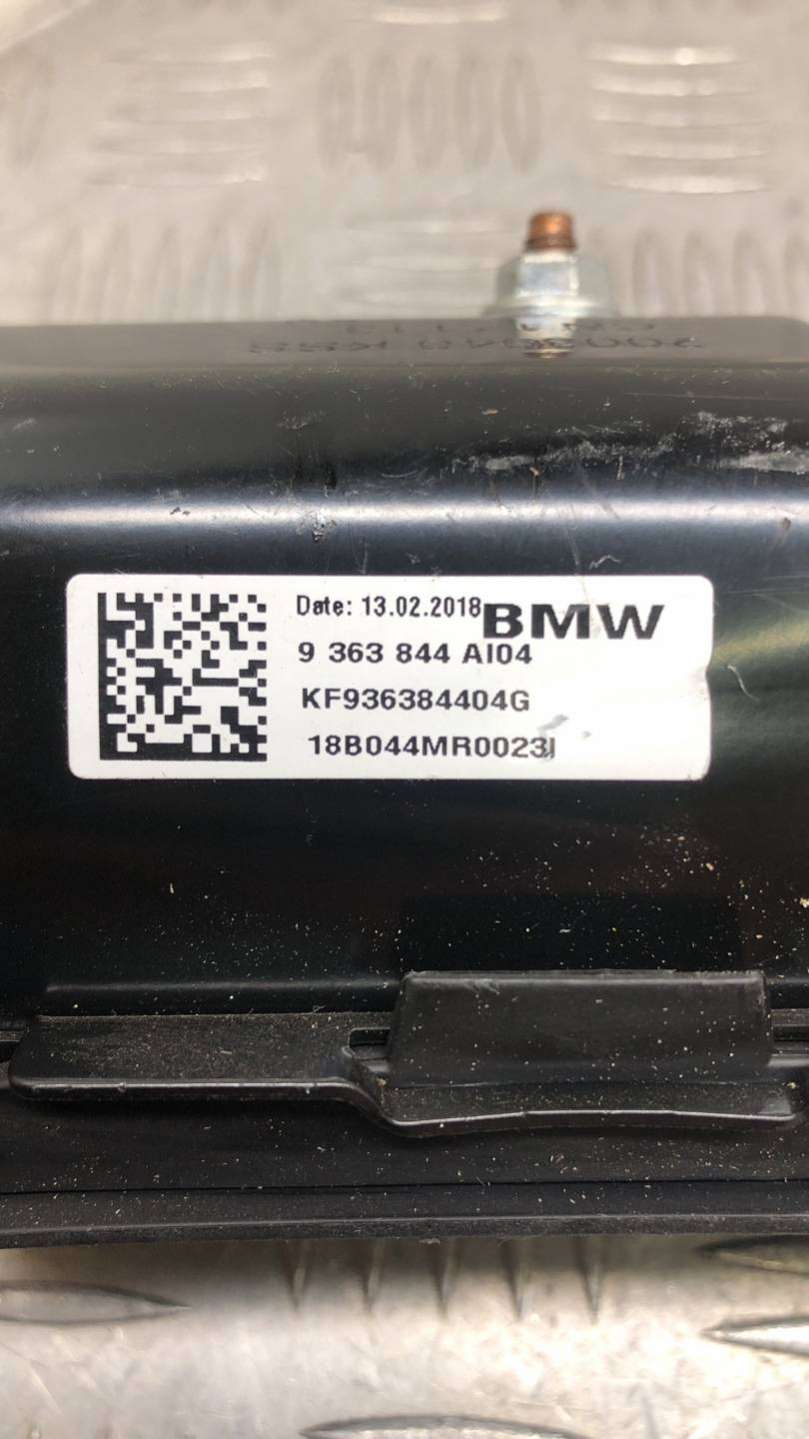 Date: 13.02.2018 BMW
9 363 844 AI04
KF936384404G
18B044MR0023I